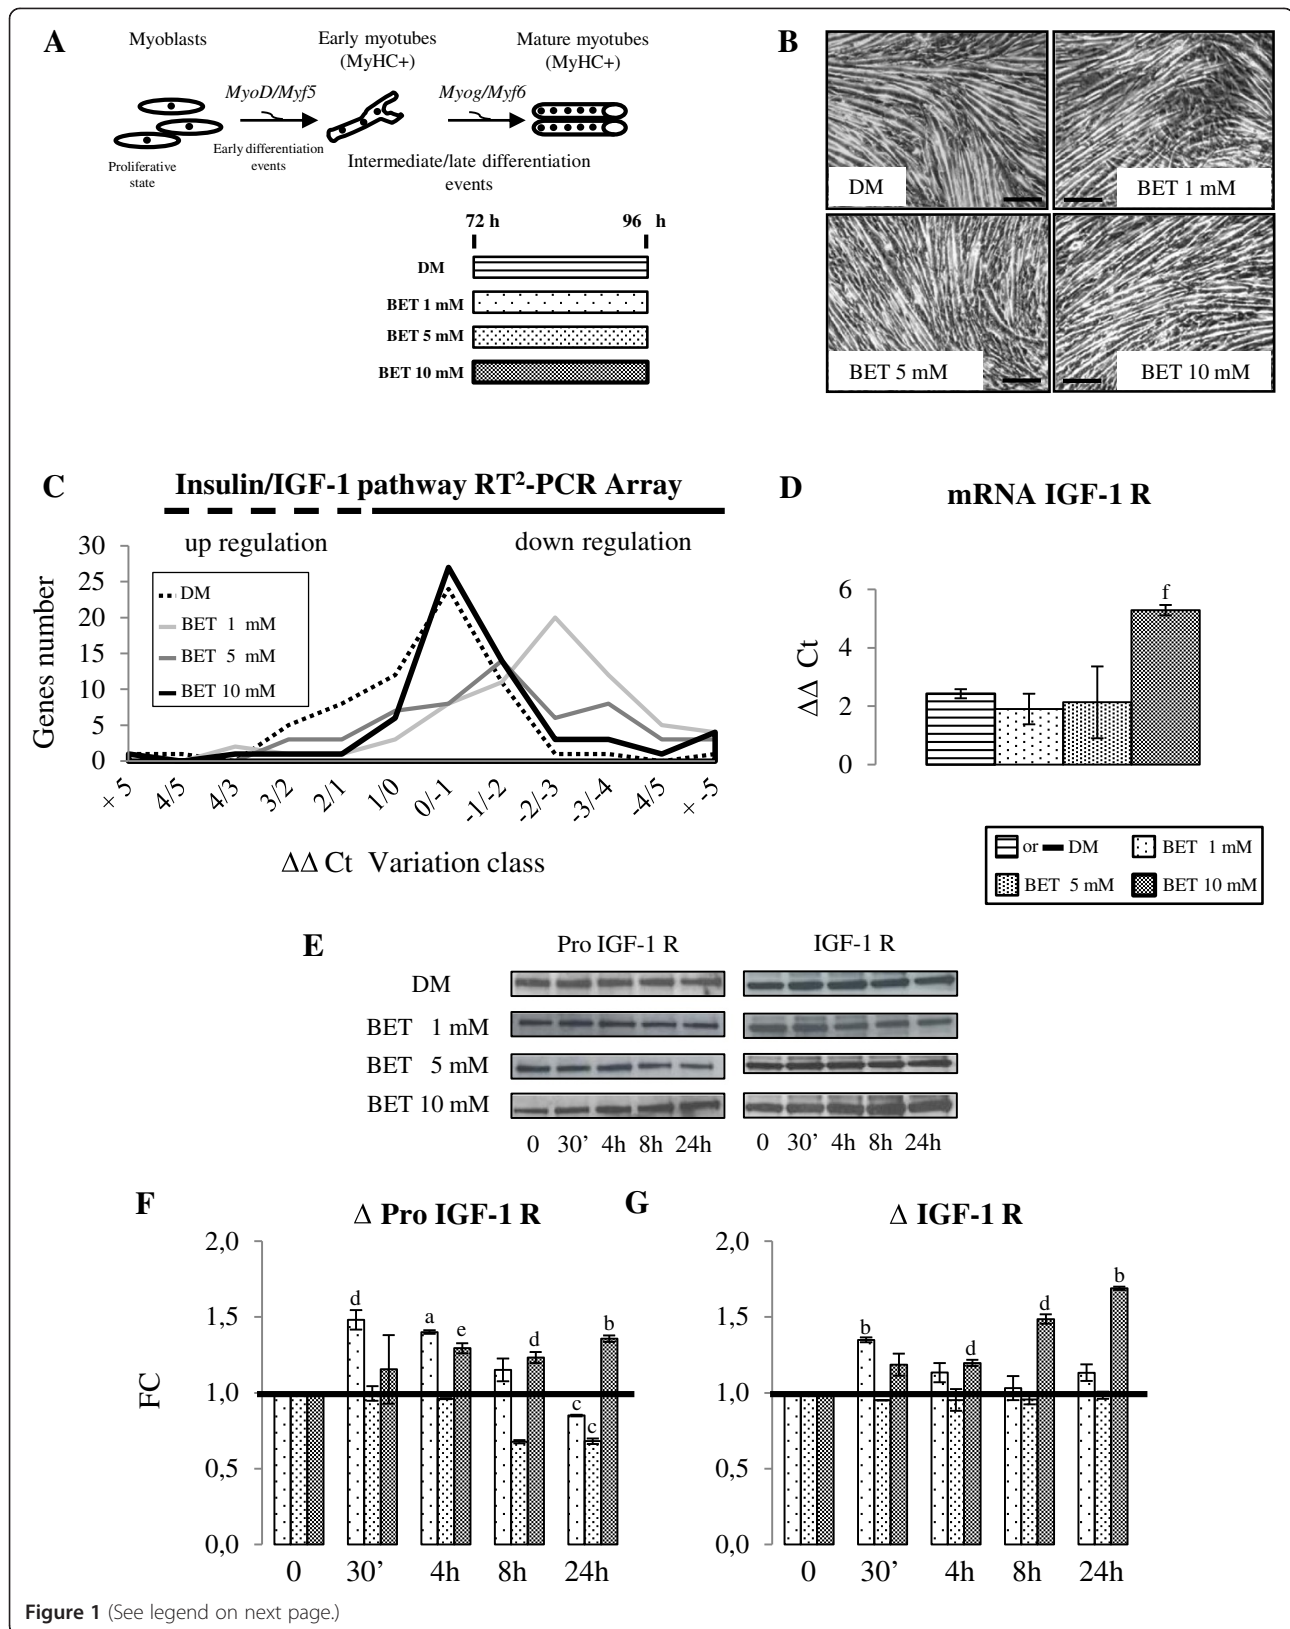 A
Myoblasts
Early myotubes
(MyHC+)
Mature myotubes
(MyHC+)
MyoD/Myf5
Myog/Myf6
Proliferative
state
Early differentiation
events
Intermediate/late differentiation
events
72 h
96 h
DM
BET 1 mM
BET 5 mM
BET 10 mM
B
DM
BET 1 mM
BET 5 mM
BET 10 mM
C
Insulin/IGF-1 pathway RT²-PCR Array
up regulation
down regulation
Genes number
30
25
20
15
10
5
0
DM
BET 1 mM
BET 5 mM
BET 10 mM
+ 5
4/5
4/3
3/2
2/1
1/0
0/-1
-1/-2
-2/-3
-3/-4
-4/5
+ -5
ΔΔ Ct Variation class
D
mRNA IGF-1 R
ΔΔ Ct
6
4
2
0
f
or DM
BET 1 mM
BET 5 mM
BET 10 mM
E
Pro IGF-1 R
IGF-1 R
DM
BET 1 mM
BET 5 mM
BET 10 mM
0 30’ 4h 8h 24h
0 30’ 4h 8h 24h
F
Δ Pro IGF-1 R
FC
2,0
1,5
1,0
0,5
0,0
d
a
e
d
c
c
b
0 30’ 4h 8h 24h
G
Δ IGF-1 R
2,0
1,5
1,0
0,5
0,0
b
d
d
b
0 30’ 4h 8h 24h
Figure 1 (See legend on next page.)